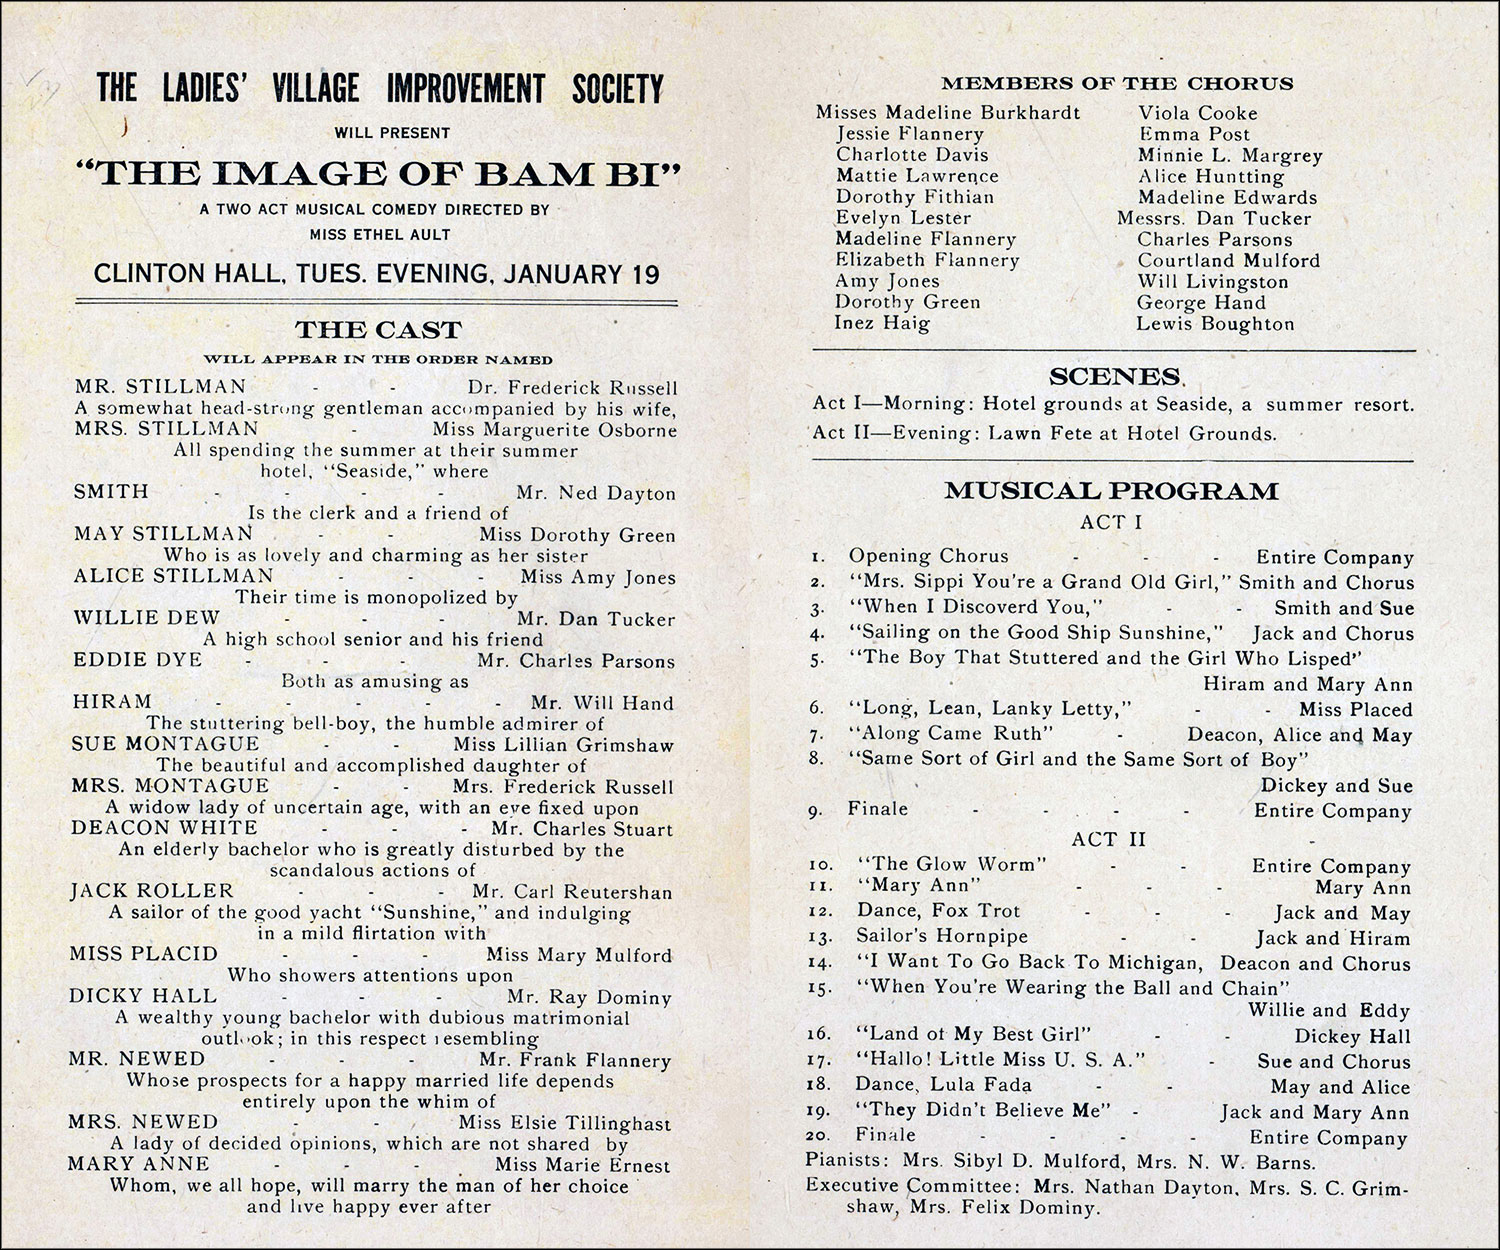 THE LADIES' VILLAGE IMPROVEMENT SOCIETY
WILL PRESENT
"THE IMAGE OF BAM BI"
A TWO ACT MUSICAL COMEDY DIRECTED BY
MISS ETHEL AULT
CLINTON HALL, TUES. EVENING, JANUARY 19
THE CAST
WILL APPEAR IN THE ORDER NAMED
MR. STILLMAN - - Dr. Frederick Russell
A somewhat head-strong gentleman accompanied by his wife,
MRS. STILLMAN - Miss Marguerite Osborne
All spending the summer at their summer
hotel, "Seaside," where
SMITH - - - - Mr. Ned Dayton
Is the clerk and a friend of
MAY STILLMAN - - Miss Dorothy Green
Who is as lovely and charming as her sister
ALICE STILLMAN - - - Miss Amy Jones
Their time is monopolized by
WILLIE DEW - - - Mr. Dan Tucker
A high school senior and his friend
EDDIE DYE - - - Mr. Charles Parsons
Both as amusing as
HIRAM - - - - - Mr. Will Hand
The stuttering bell-boy, the humble admirer of
SUE MONTAGUE - - Miss Lillian Grimshaw
The beautiful and accomplished daughter of
MRS. MONTAGUE - - Mrs. Frederick Russell
A widow lady of uncertain age, with an eye fixed upon
DEACON WHITE - - - Mr. Charles Stuart
An elderly bachelor who is greatly disturbed by the
scandalous actions of
JACK ROLLER - - - Mr. Carl Reutershan
A sailor of the good yacht "Sunshine," and indulging
in a mild flirtation with
MISS PLACID - - - Miss Mary Mulford
Who showers attentions upon
DICKY HALL - - - Mr. Ray Dominy
A wealthy young bachelor with dubious matrimonial
outlook; in this respect resembling
MR. NEWED - - - - Mr. Frank Flannery
Whose prospects for a happy married life depends
entirely upon the whim of
MRS. NEWED - - Miss Elsie Tillinghast
A lady of decided opinions, which are not shared by
MARY ANNE - - - Miss Marie Ernest
Whom, we all hope, will marry the man of her choice
and live happy ever after
MEMBERS OF THE CHORUS
Misses Madeline Burkhardt Viola Cooke
Jessie Flannery Emma Post
Charlotte Davis Minnie L. Margrey
Mattie Lawrence Alice Huntting
Dorothy Fithian Madeline Edwards
Evelyn Lester Messrs. Dan Tucker
Madeline Flannery Charles Parsons
Elizabeth Flannery Courtland Mulford
Amy Jones Will Livingston
Dorothy Green George Hand
Inez Haig Lewis Boughton
SCENES.
Act I—Morning: Hotel grounds at Seaside, a summer resort.
Act II—Evening: Lawn Fete at Hotel Grounds.
MUSICAL PROGRAM
ACT I
1. Opening Chorus - - - Entire Company
2. "Mrs. Sippi You're a Grand Old Girl," Smith and Chorus
3. "When I Discoverd You," - - Smith and Sue
4. "Sailing on the Good Ship Sunshine," Jack and Chorus
5. "The Boy That Stuttered and the Girl Who Lisped"
Hiram and Mary Ann
6. "Long, Lean, Lanky Letty," - - Miss Placed
7. "Along Came Ruth" - Deacon, Alice and May
8. "Same Sort of Girl and the Same Sort of Boy"
Dickey and Sue
9. Finale - - - - Entire Company
ACT II
10. "The Glow Worm" - - Entire Company
11. "Mary Ann" - - - Mary Ann
12. Dance, Fox Trot - - - Jack and May
13. Sailor's Hornpipe - - Jack and Hiram
14. "I Want To Go Back To Michigan, Deacon and Chorus
15. "When You're Wearing the Ball and Chain"
Willie and Eddy
16. "Land of My Best Girl" - - Dickey Hall
17. "Hallo! Little Miss U. S. A." - Sue and Chorus
18. Dance, Lula Fada - - May and Alice
19. "They Didn't Believe Me" - Jack and Mary Ann
20. Finale - - - - Entire Company
Pianists: Mrs. Sibyl D. Mulford, Mrs. N. W. Barns.
Executive Committee: Mrs. Nathan Dayton, Mrs. S. C. Grim-
shaw, Mrs. Felix Dominy.